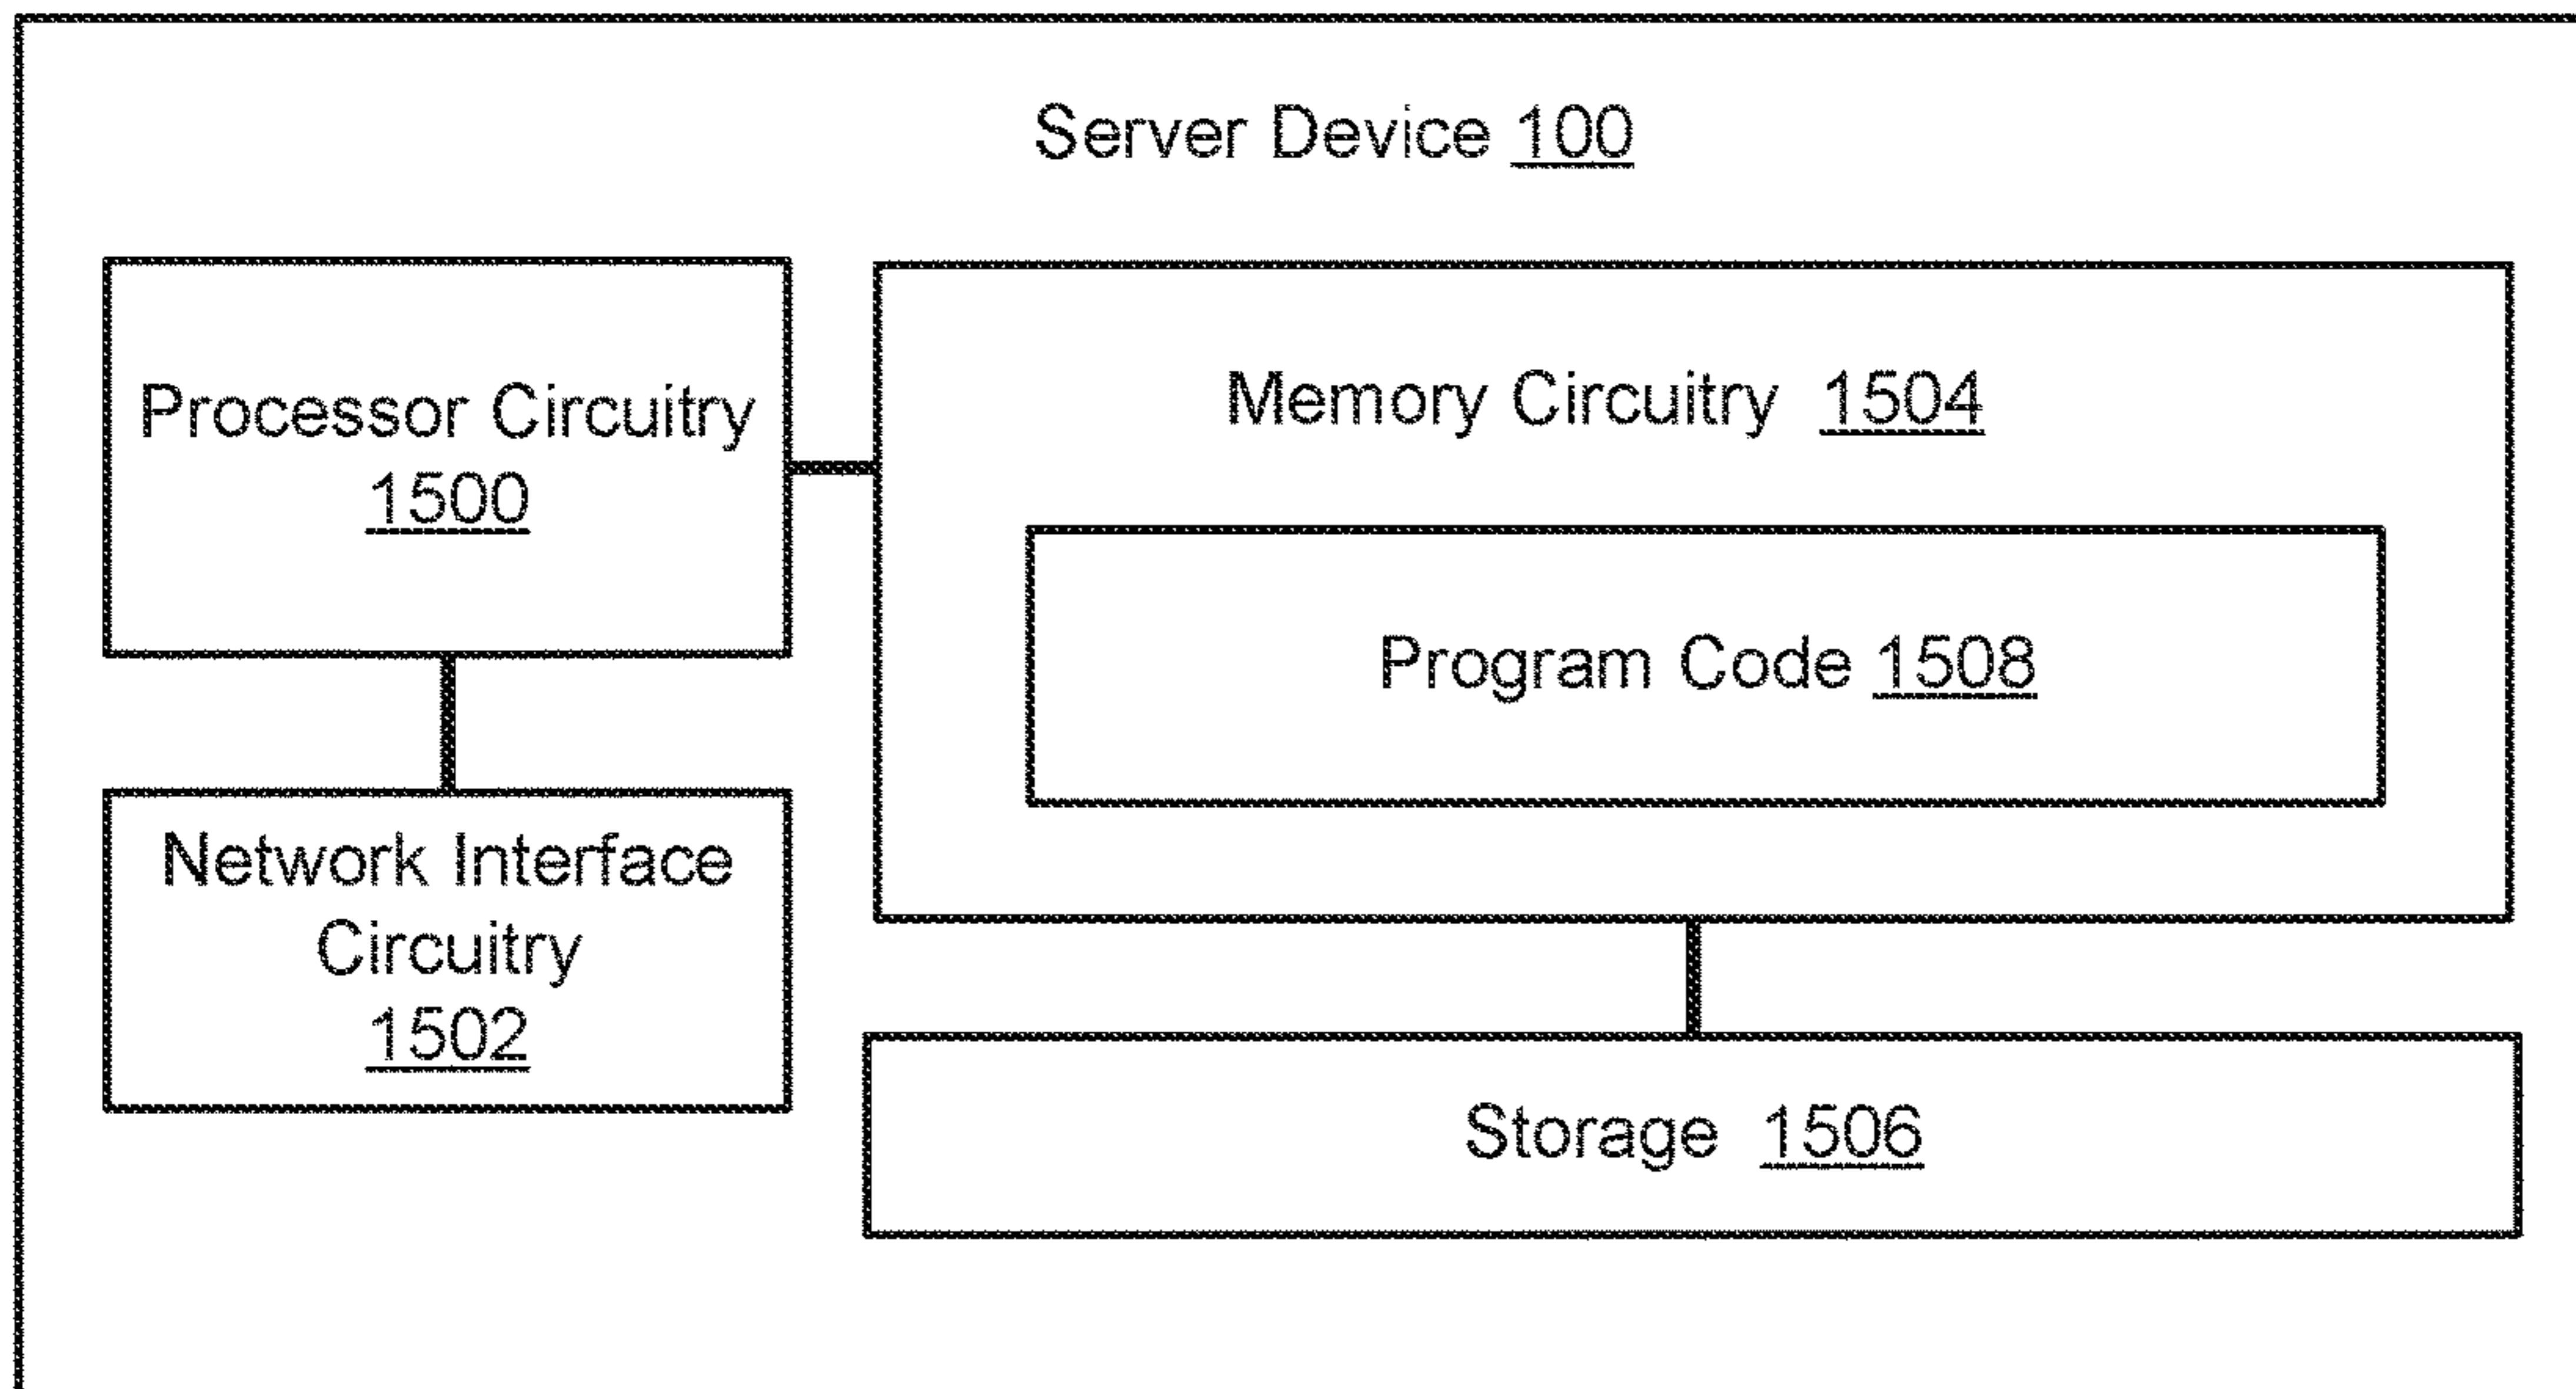 Server Device 100
Processor Circuitry
1500
Memory Circuitry 1504
Program Code 1508
Network Interface
Circuitry
1502
Storage 1506